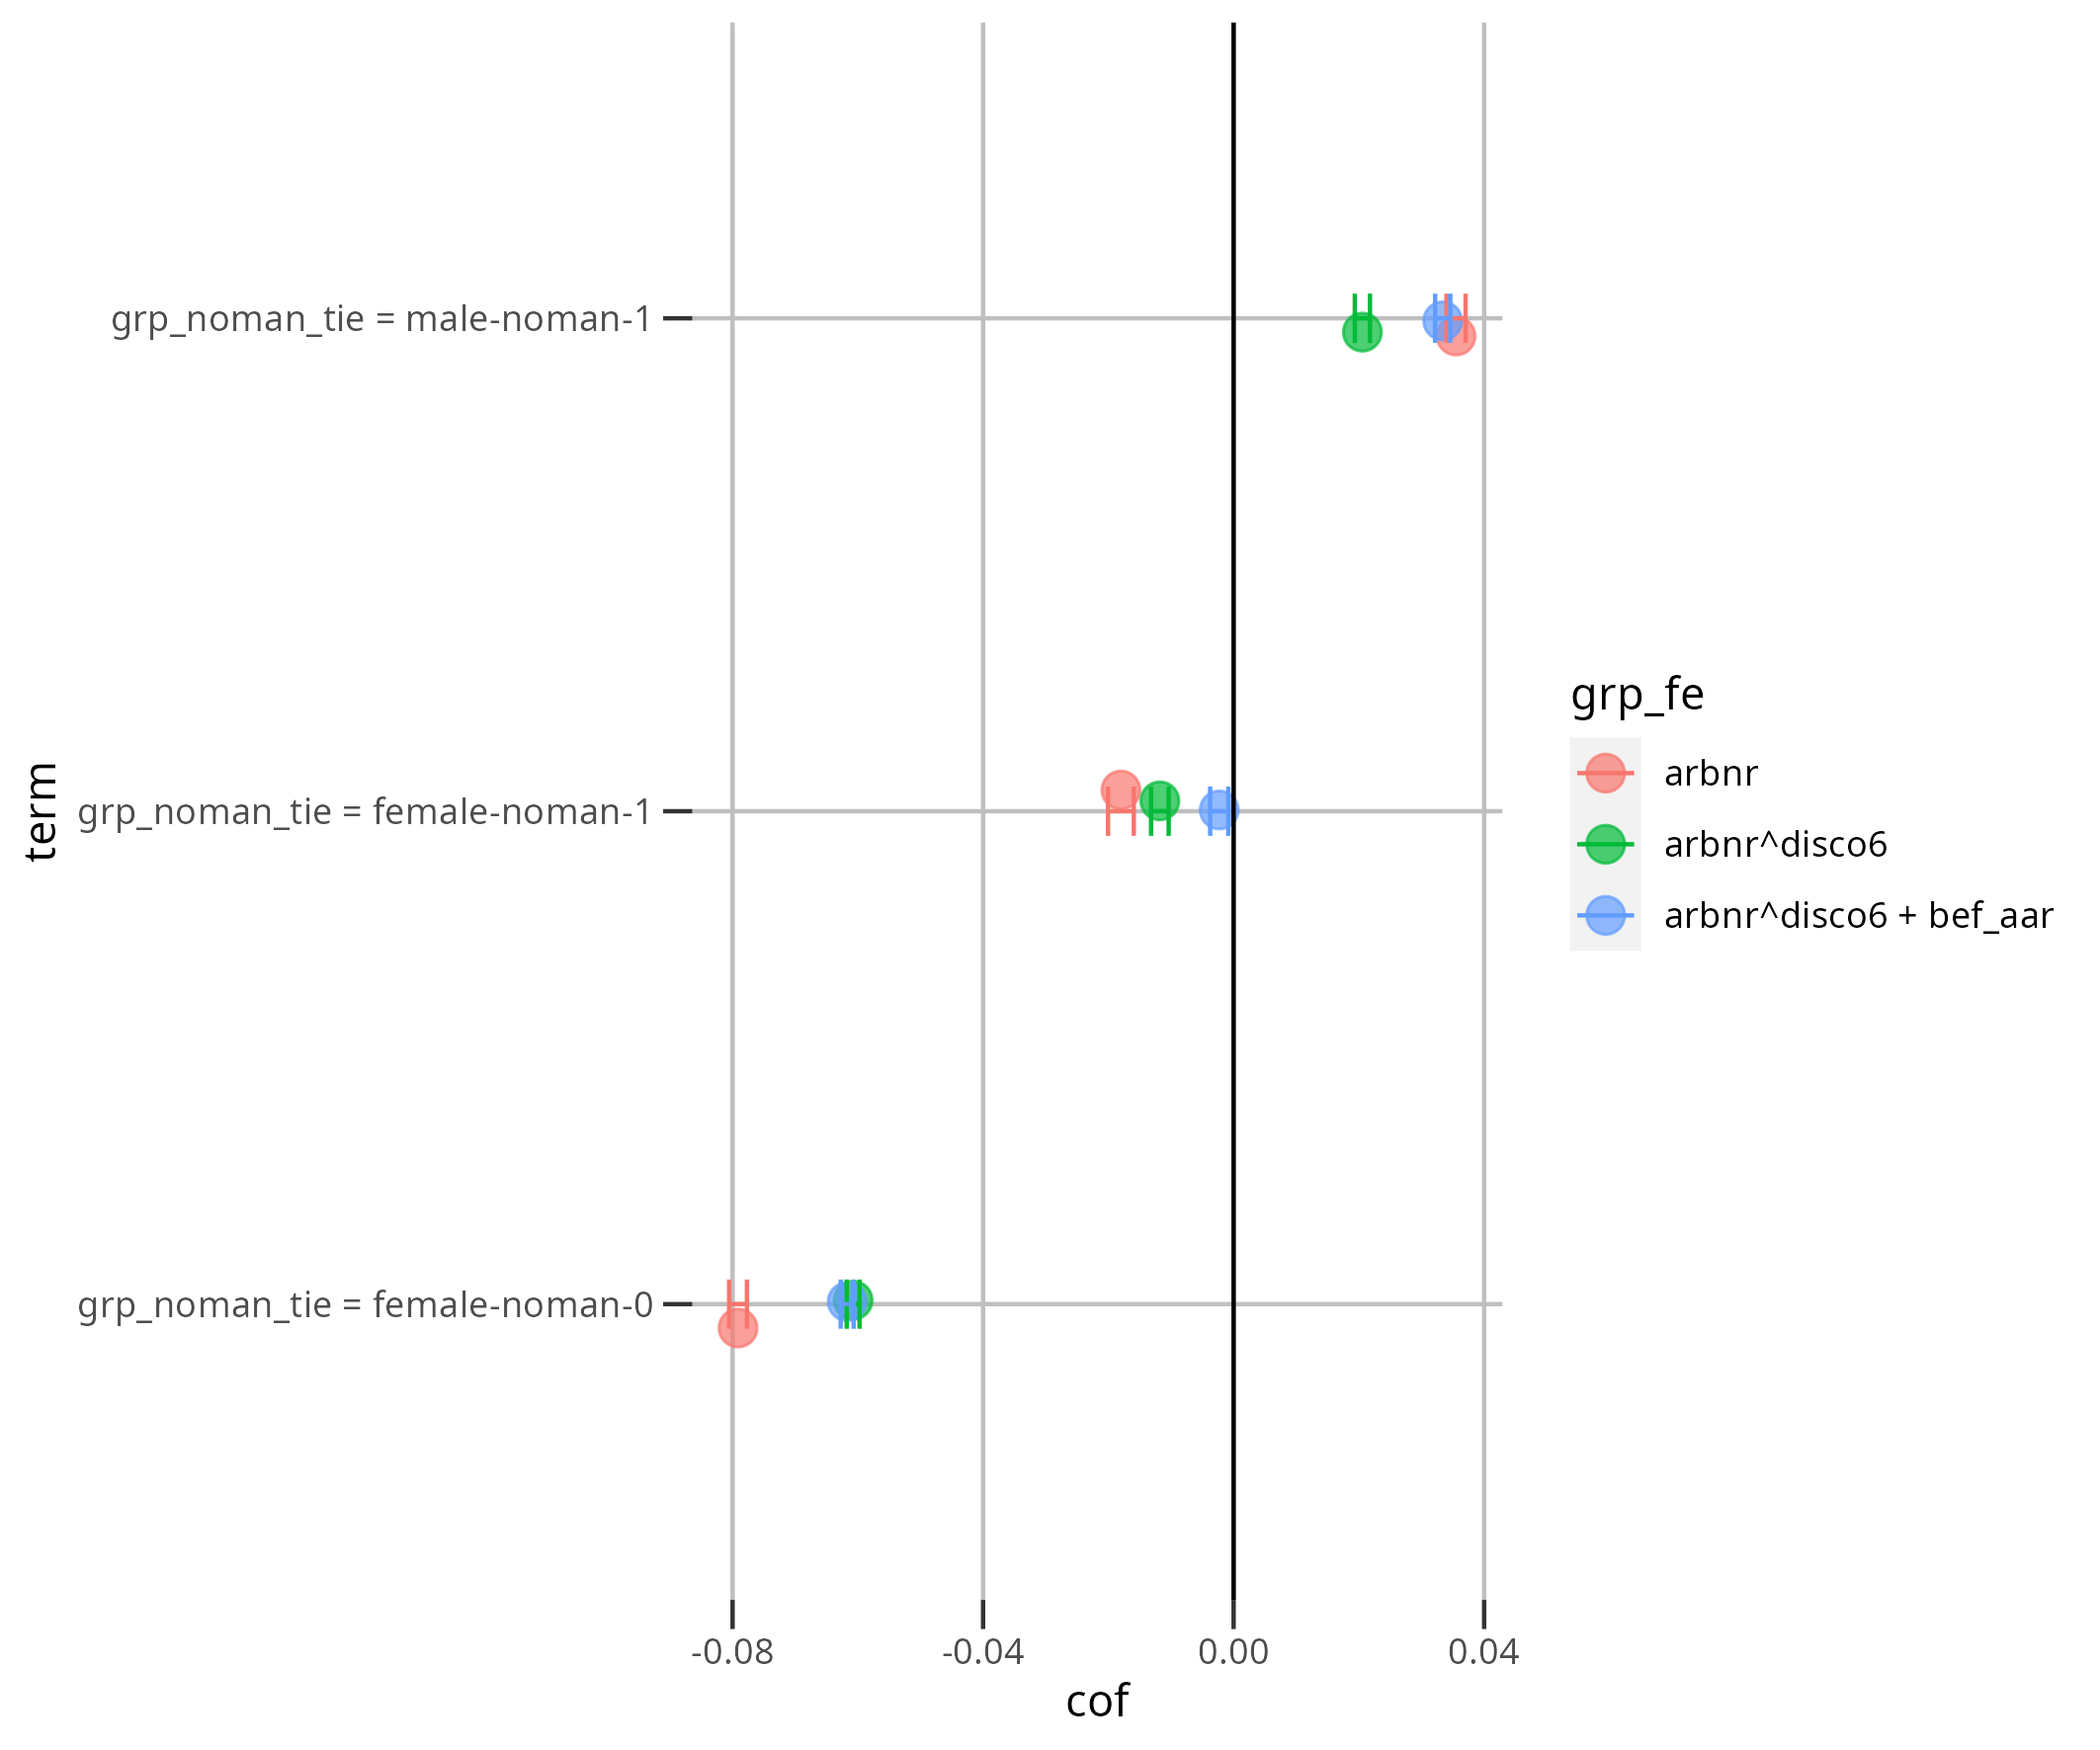 term
grp_noman_tie = male-noman-1
grp_noman_tie = female-noman-1
grp_noman_tie = female-noman-0
-0.08
-0.04
0.00
0.04
cof
grp_fe
arbnr
arbnr^disco6
arbnr^disco6 + bef_aar